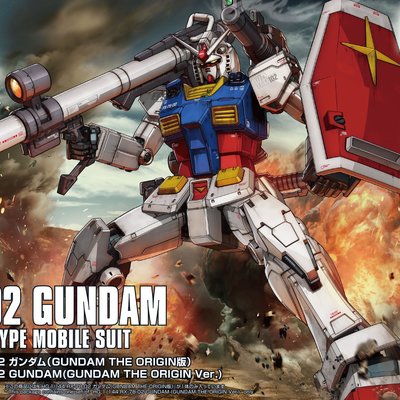 102
02 GUNDAM
YPE MOBILE SUIT
2 ガンダム(GUNDAM THE ORIGIN版)
2 GUNDAM(GUNDAM THE ORIGIN Ver.)